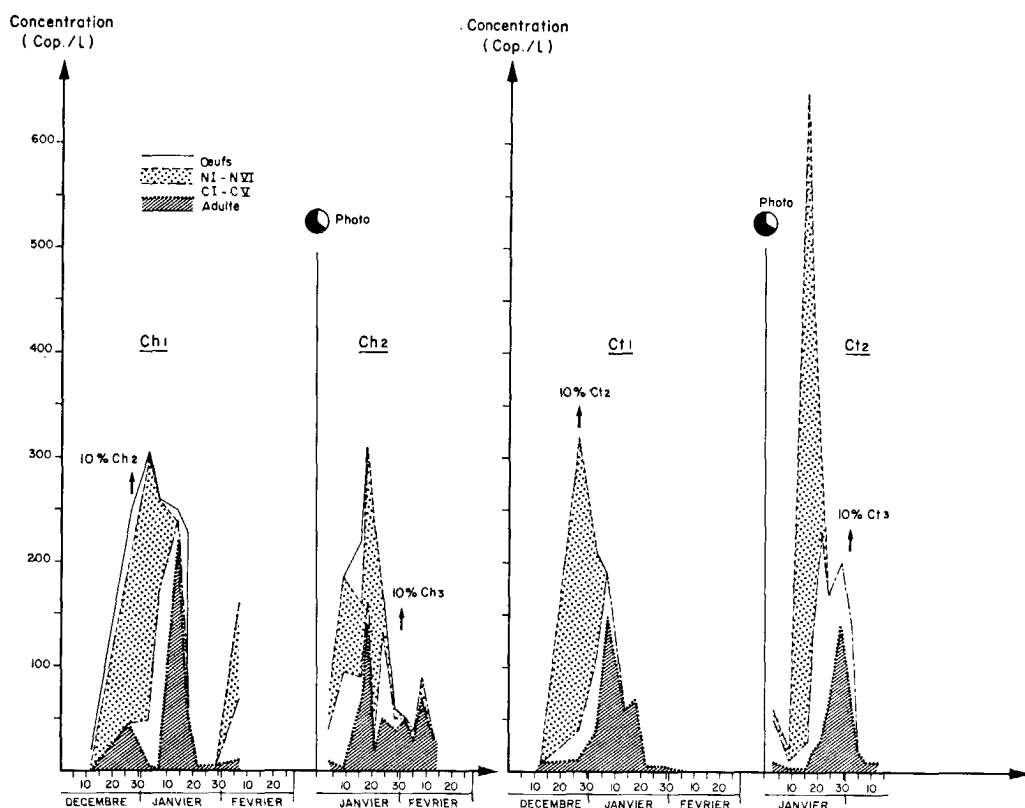 Concentration
(Cop./L)
600
500
400
300
200
100
Oeufs
NI-NVI
CI-CV
Adulte
Photo
Ch1
Ch2
10% Ch2
10% Ch3
10 20 30 10 20 30 10 20
DECEMBRE JANVIER FEVRIER
10 20 30 10 20
JANVIER FEVRIER
. Concentration
(Cop./L)
Photo
Ct1
Ct2
10% Ct2
10% Ct3
10 20 30 10 20 30 10 20
DECEMBRE JANVIER FEVRIER
10 20 30 10
JANVIER